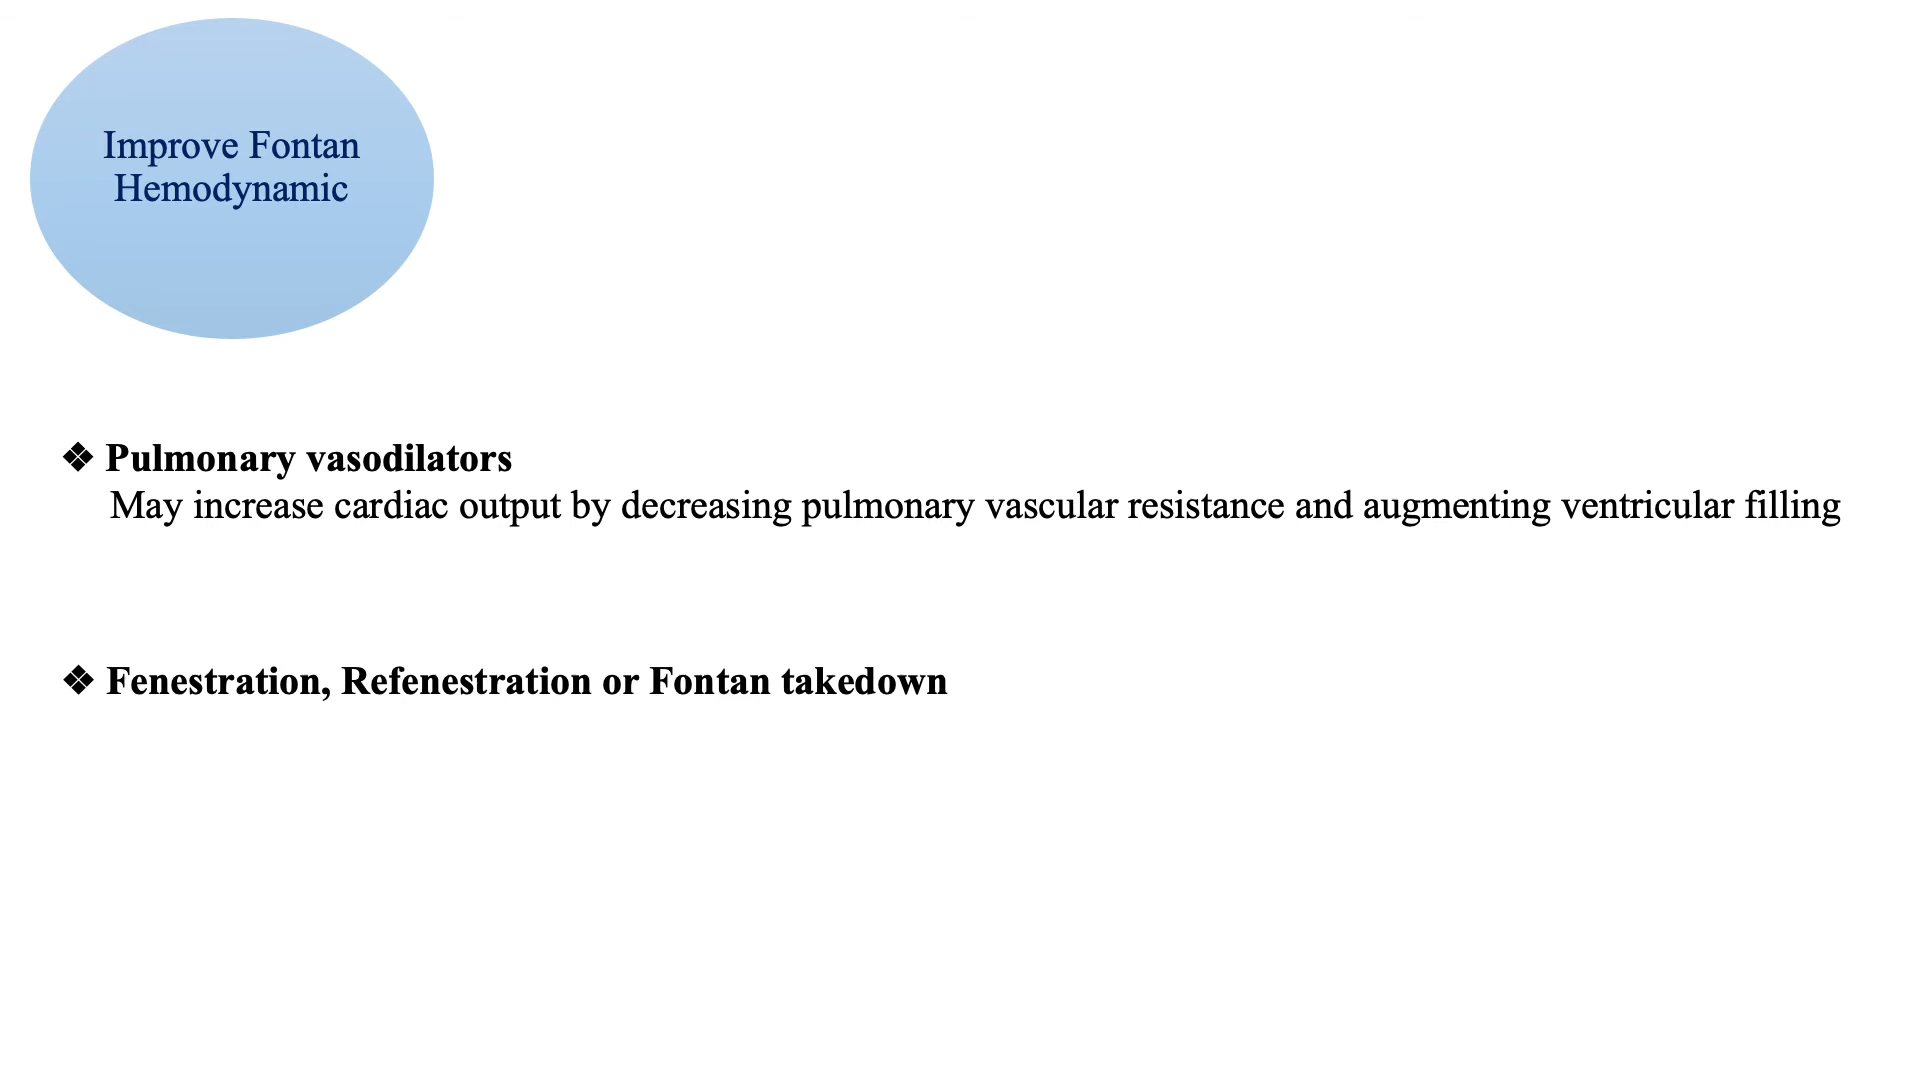 Improve Fontan
Hemodynamic
❖ Pulmonary vasodilators
May increase cardiac output by decreasing pulmonary vascular resistance and augmenting ventricular filling
❖ Fenestration, Refenestration or Fontan takedown